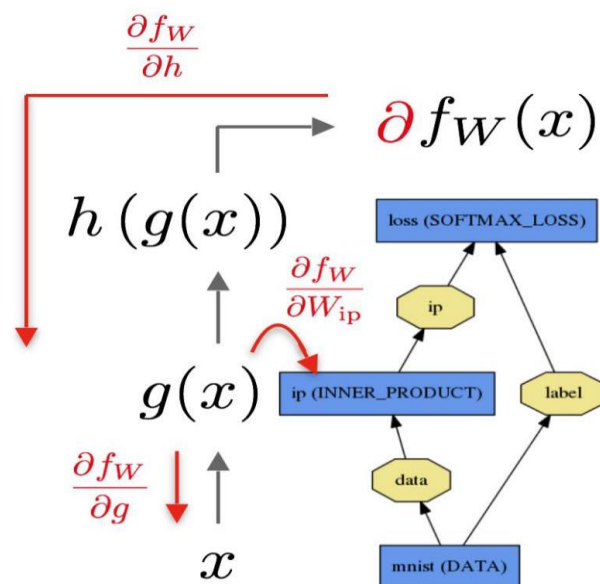 ∂f_W
∂h
∂f_W(x)
h (g(x))
loss (SOFTMAX_LOSS)
∂f_W
∂W_ip
ip
g(x)
ip (INNER_PRODUCT)
label
∂f_W
∂g
data
x
mnist (DATA)